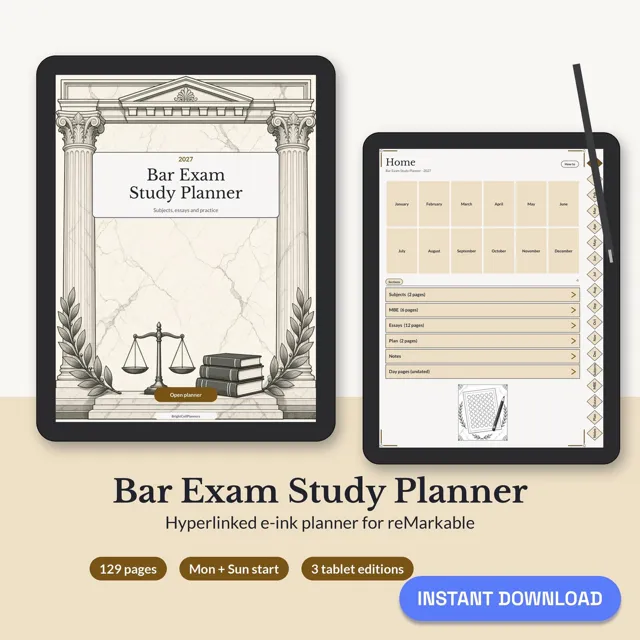 2027
Bar Exam
Study Planner
Subjects, essays and practice
Open planner
BrightCatPlanners
Home
Bar Exam Study Planner - 2027
How to
January
February
March
April
May
June
July
August
September
October
November
December
Sections
Subjects (2 pages)
MBE (6 pages)
Essays (12 pages)
Plan (2 pages)
Notes
Day pages (undated)
Bar Exam Study Planner
Hyperlinked e-ink planner for reMarkable
129 pages
Mon + Sun start
3 tablet editions
INSTANT DOWNLOAD